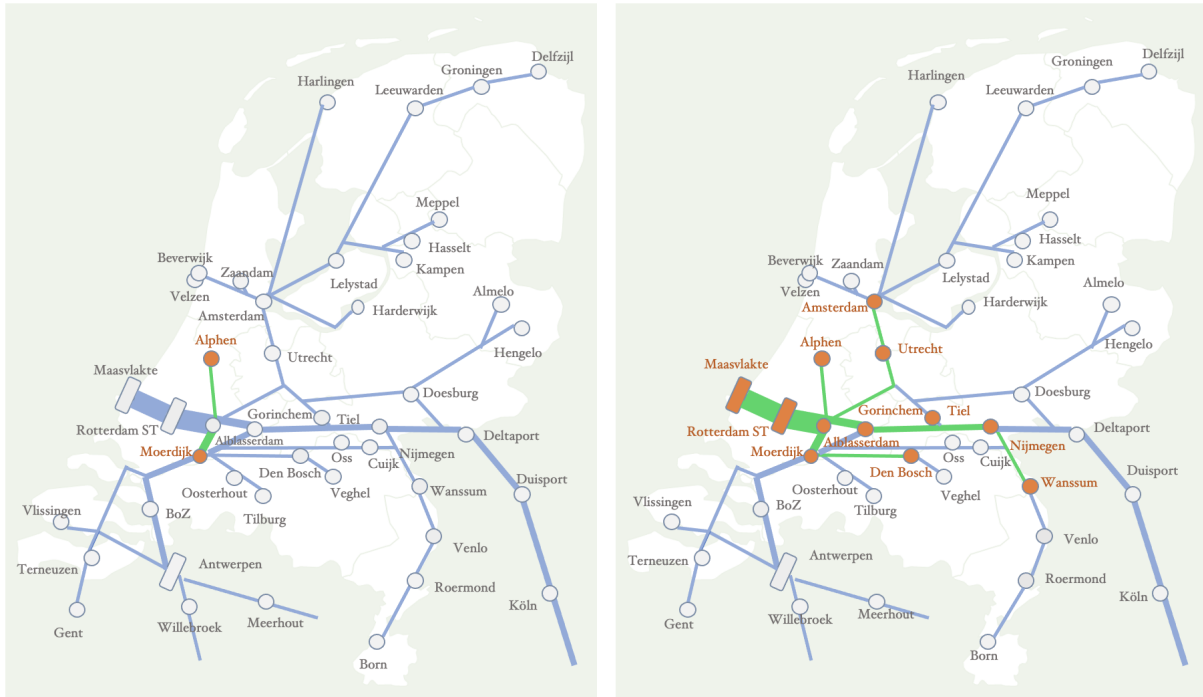 Delfzijl
Groningen
Harlingen
Leeuwarden
Meppel
Hasselt
Kampen
Beverwijk
Zaandam
Velzen
Lelystad
Almelo
Amsterdam
Harderwijk
Alphen
Utrecht
Hengelo
Maasvlakte
Doesburg
Gorinchem
Tiel
Rotterdam ST
Alblasserdam
Deltaport
Moerdijk
Oss
Cuijk
Nijmegen
Den Bosch
Duisport
Oosterhout
Veghel
Wanssum
Vlissingen
BoZ
Tilburg
Venlo
Terneuzen
Antwerpen
Roermond
Köln
Gent
Willebroek
Meerhout
Born
Delfzijl
Groningen
Harlingen
Leeuwarden
Meppel
Hasselt
Kampen
Beverwijk
Zaandam
Velzen
Lelystad
Almelo
Amsterdam
Harderwijk
Alphen
Utrecht
Hengelo
Maasvlakte
Doesburg
Gorinchem
Tiel
Rotterdam ST
Alblasserdam
Deltaport
Moerdijk
Oss
Cuijk
Nijmegen
Den Bosch
Duisport
Oosterhout
Veghel
Wanssum
Vlissingen
BoZ
Tilburg
Venlo
Terneuzen
Antwerpen
Roermond
Köln
Gent
Willebroek
Meerhout
Born